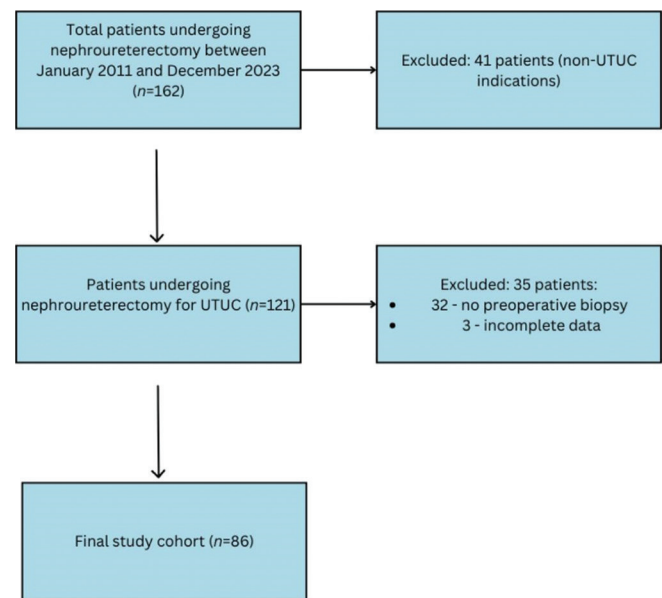 Total patients undergoing
nephroureterectomy between
January 2011 and December 2023
(n=162)
Excluded: 41 patients (non-UTUC
indications)
Patients undergoing
nephroureterectomy for UTUC (n=121)
Excluded: 35 patients:
• 32 - no preoperative biopsy
• 3 - incomplete data
Final study cohort (n=86)